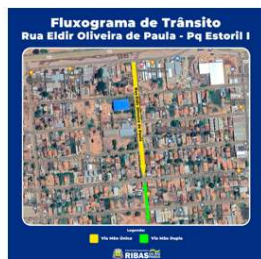 Fluxograma de Trânsito
Rua Eldir Oliveira de Paula - Pq Estoril I
Legenda:
Via Mão Única
Via Mão Dupla
RIBAS